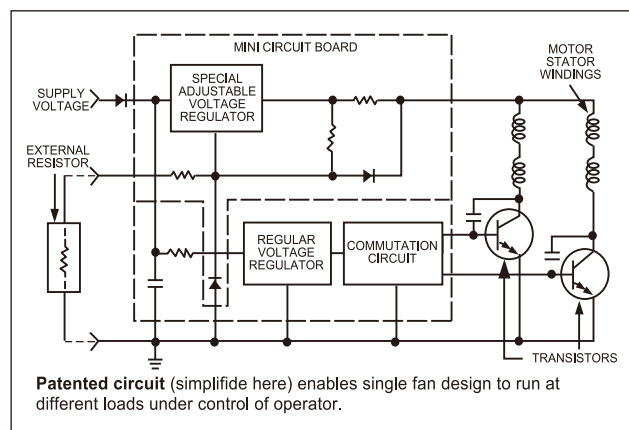 MINI CIRCUIT BOARD
MOTOR
STATOR
WINDINGS
SUPPLY
VOLTAGE
SPECIAL
ADJUSTABLE
VOLTAGE
REGULATOR
EXTERNAL
RESISTOR
REGULAR
VOLTAGE
REGULATOR
COMMUTATION
CIRCUIT
TRANSISTORS
Patented circuit (simplifide here) enables single fan design to run at
different loads under control of operator.